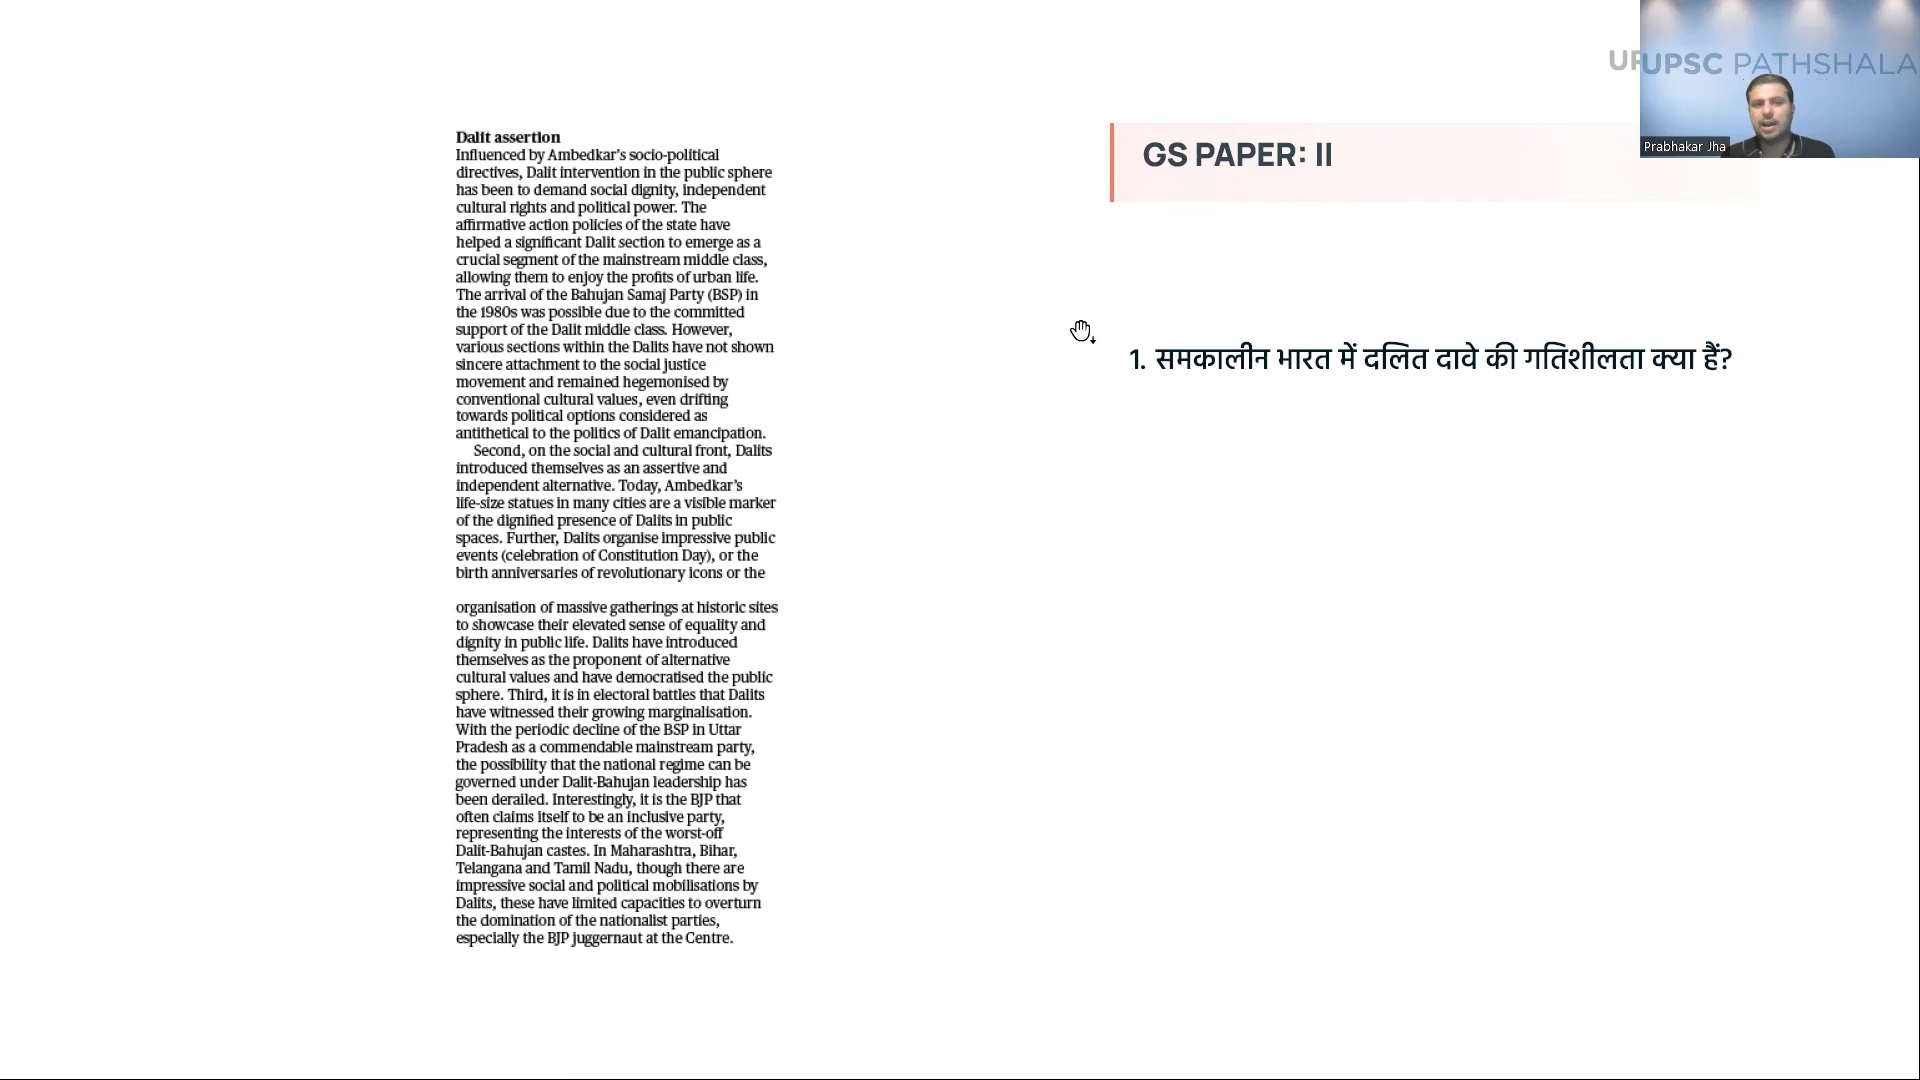 Dalit assertion
Influenced by Ambedkar's socio-political
directives, Dalit intervention in the public sphere
has been to demand social dignity, independent
cultural rights and political power. The
affirmative action policies of the state have
helped a significant Dalit section to emerge as a
crucial segment of the mainstream middle class,
allowing them to enjoy the profits of urban life.
The arrival of the Bahujan Samaj Party (BSP) in
the 1980s was possible due to the committed
support of the Dalit middle class. However,
various sections within the Dalits have not shown
sincere attachment to the social justice
movement and remained hegemonised by
conventional cultural values, even drifting
towards political options considered as
antithetical to the politics of Dalit emancipation.
Second, on the social and cultural front, Dalits
introduced themselves as an assertive and
independent alternative. Today, Ambedkar's
life-size statues in many cities are a visible marker
of the dignified presence of Dalits in public
spaces. Further, Dalits organise impressive public
events (celebration of Constitution Day), or the
birth anniversaries of revolutionary icons or the
organisation of massive gatherings at historic sites
to showcase their elevated sense of equality and
dignity in public life. Dalits have introduced
themselves as the proponent of alternative
cultural values and have democratised the public
sphere. Third, it is in electoral battles that Dalits
have witnessed their growing marginalisation.
With the periodic decline of the BSP in Uttar
Pradesh as a commendable mainstream party,
the possibility that the national regime can be
governed under Dalit-Bahujan leadership has
been derailed. Interestingly, it is the BJP that
often claims itself to be an inclusive party,
representing the interests of the worst-off
Dalit-Bahujan castes. In Maharashtra, Bihar,
Telangana and Tamil Nadu, though there are
impressive social and political mobilisations by
Dalits, these have limited capacities to overturn
the domination of the nationalist parties,
especially the BJP juggernaut at the Centre.
GS PAPER: II
1. समकालीन भारत में दलित दावे की गतिशीलता क्या हैं?
UPSC PATHSHALA
Prabhakar Jha